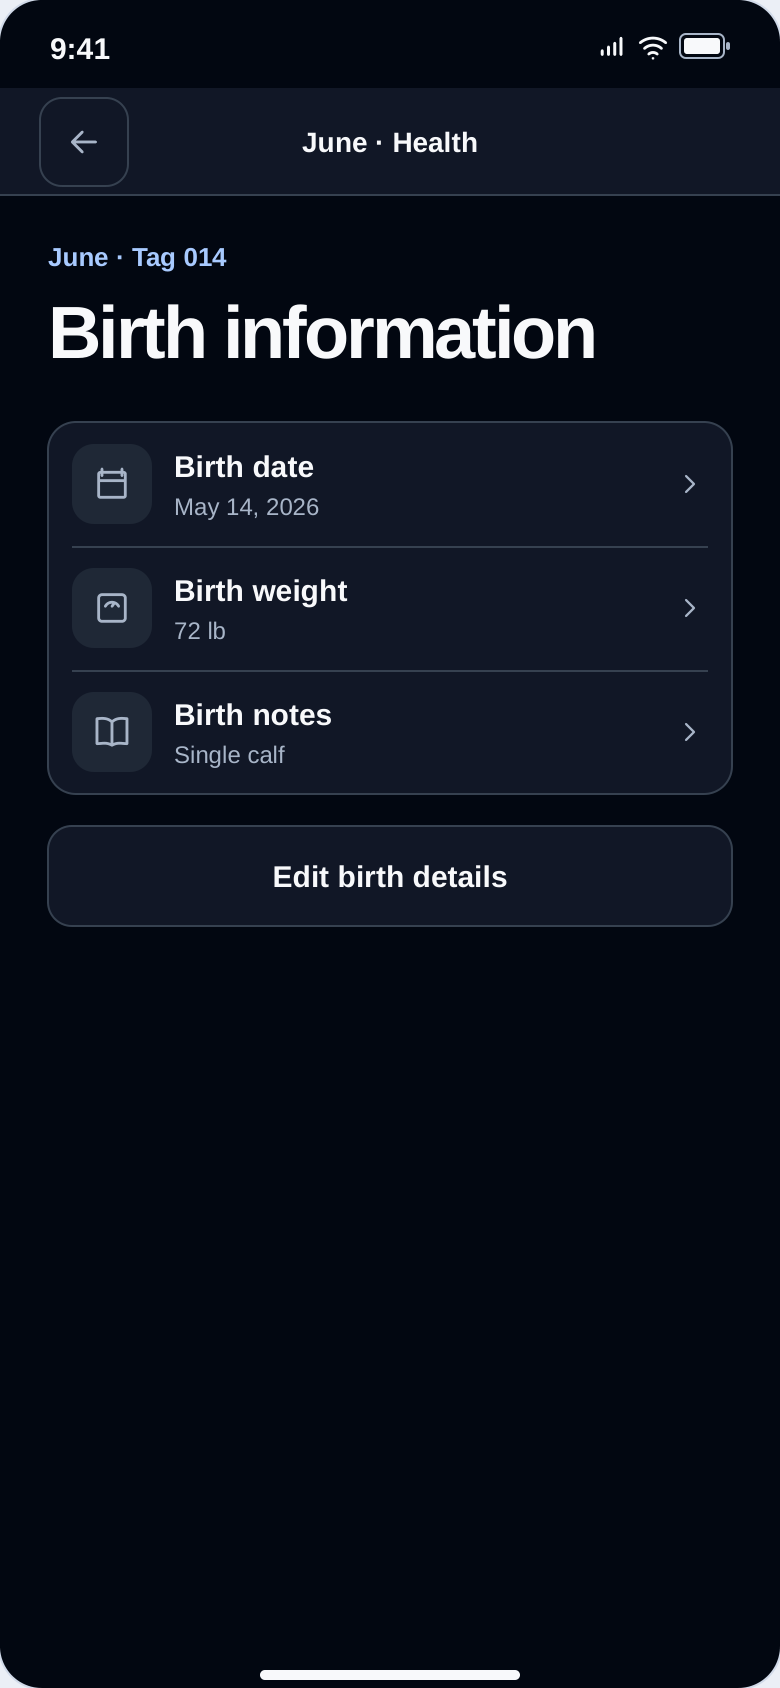 9:41
June · Health
June · Tag 014
Birth information
Birth date
May 14, 2026
Birth weight
72 lb
Birth notes
Single calf
Edit birth details